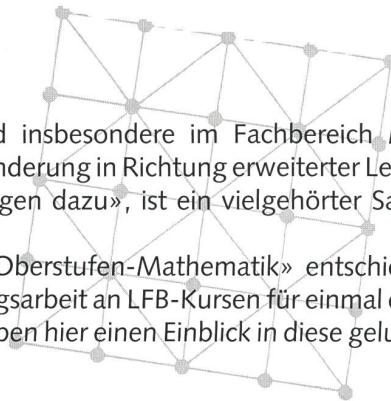 d insbesondere im Fachbereich
nderung in Richtung erweiterter Le
gen dazu», ist ein vielgehörter Sa
Oberstufen-Mathematik» entschie
gsarbeit an LFB-Kursen für einmal
ben hier einen Einblick in diese gelu